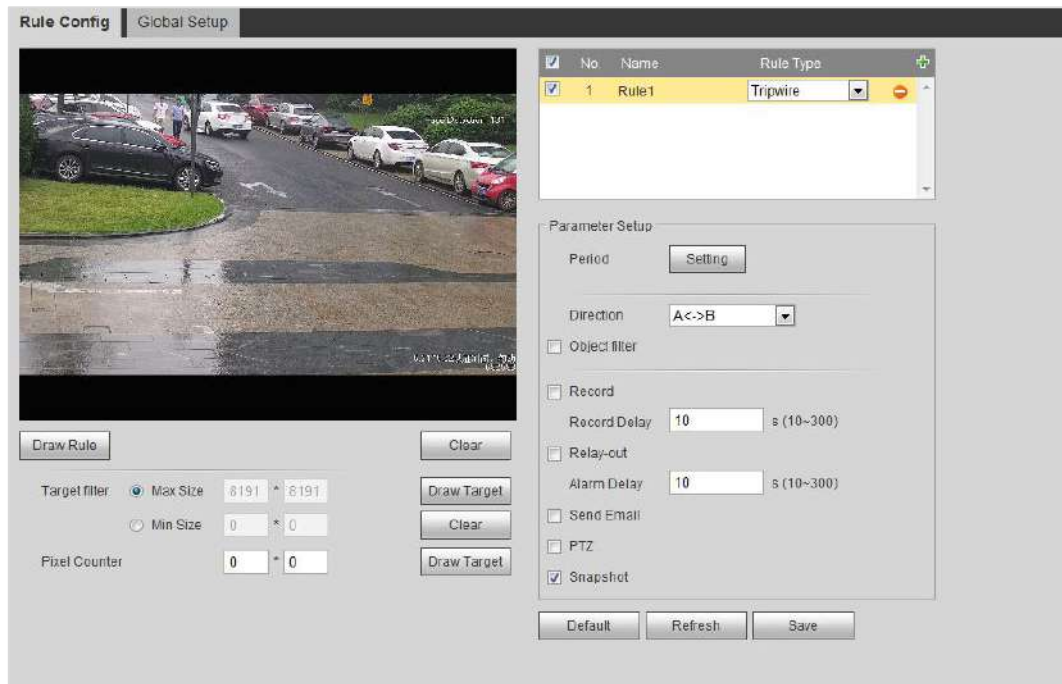 Rule Config Global Setup
No. Name Rule Type
1 Rule1 Tripwire
Parameter Setup
Period Setting
Direction A<->B
Object filter
Record
Record Delay 10 s (10~300)
Relay-out
Alarm Delay 10 s (10~300)
Send Email
PTZ
Snapshot
Default Refresh Save
Draw Rule Clear
Target filter Max Size 8191 * 8191 Draw Target
Min Size 0 * 0 Clear
Pixel Counter 0 * 0 Draw Target